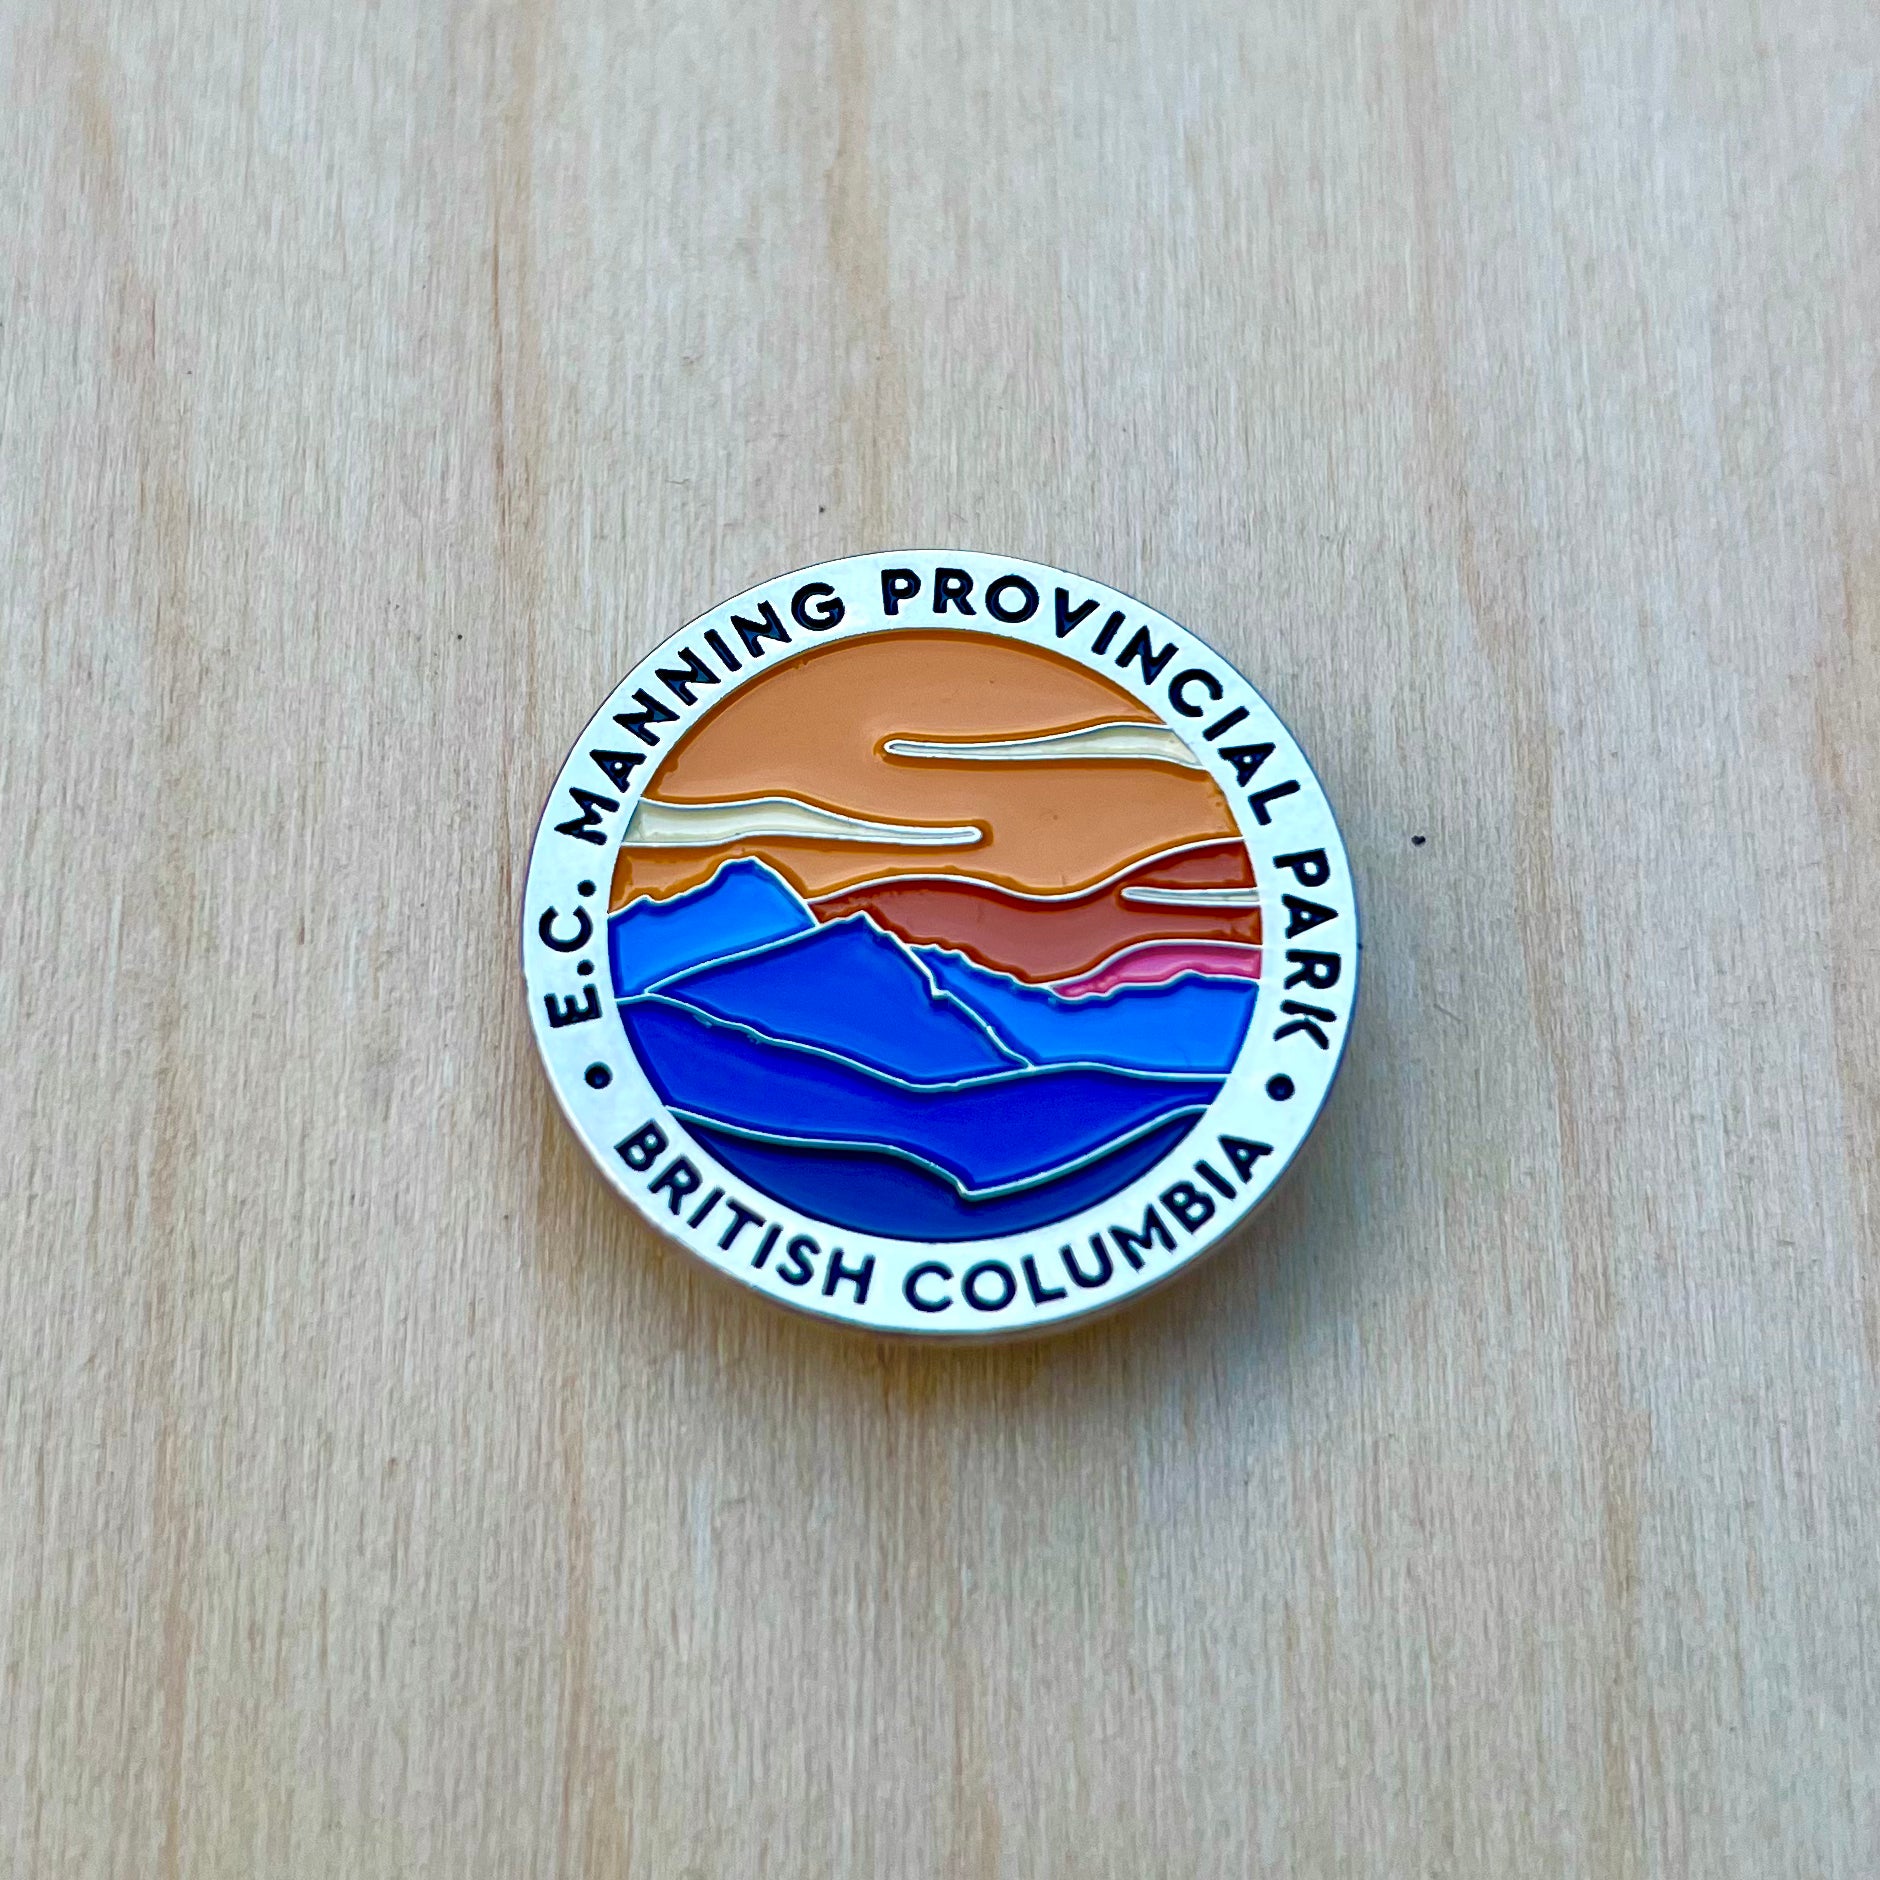 E.C. MANNING PROVINCIAL PARK
• BRITISH COLUMBIA •